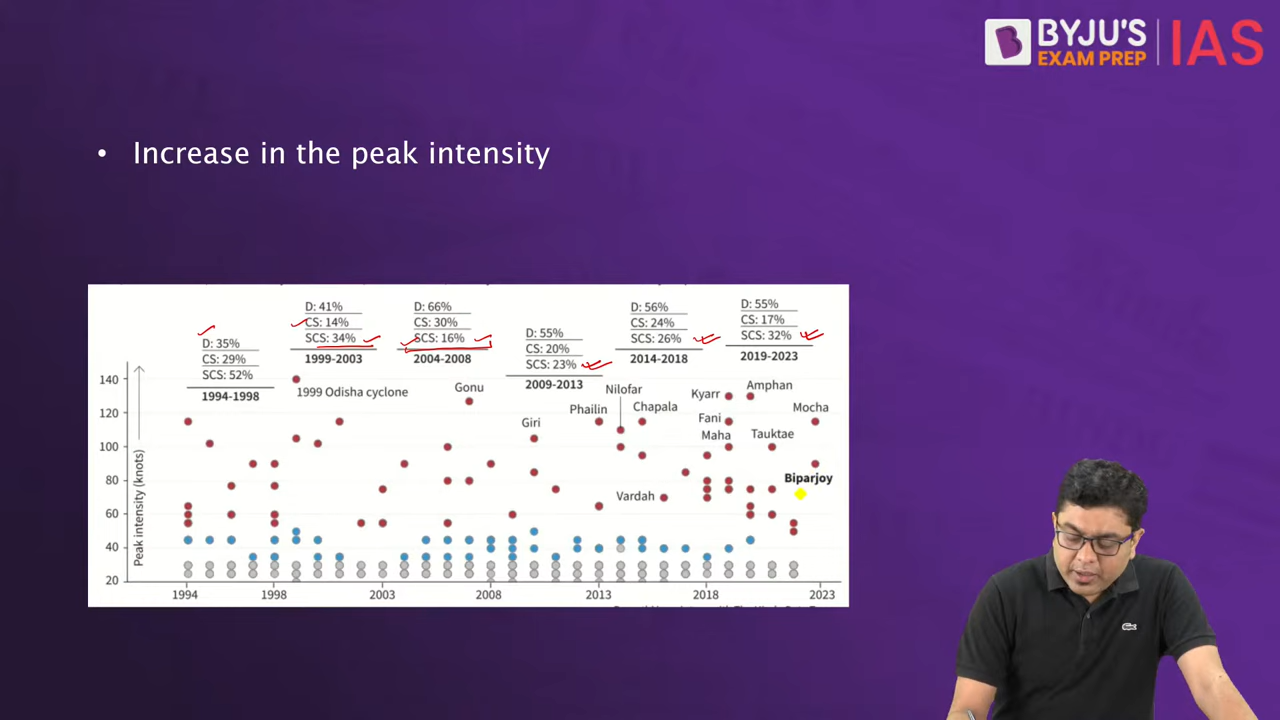 BYJU'S
EXAM PREP
IAS
• Increase in the peak intensity
D: 35%
CS: 29%
SCS: 52%
1994-1998
D: 41%
CS: 14%
SCS: 34%
1999-2003
D: 66%
CS: 30%
SCS: 16%
2004-2008
D: 55%
CS: 20%
SCS: 23%
2009-2013
D: 56%
CS: 24%
SCS: 26%
2014-2018
D: 55%
CS: 17%
SCS: 32%
2019-2023
Peak intensity (knots)
140
120
100
80
60
40
20
1999 Odisha cyclone
Gonu
Giri
Phailin
Nilofar
Chapala
Vardah
Kyarr
Fani
Maha
Amphan
Tauktae
Mocha
Biparjoy
1994
1998
2003
2008
2013
2018
2023